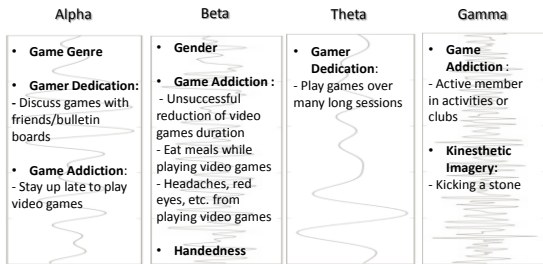 Alpha
Beta
Theta
Gamma
• Game Genre
• Gamer Dedication:
- Discuss games with
friends/bulletin
boards
• Game Addiction:
- Stay up late to play
video games
• Gender
• Game Addiction :
- Unsuccessful
reduction of video
games duration
- Eat meals while
playing video games
- Headaches, red
eyes, etc. from
playing video games
• Handedness
• Gamer
Dedication:
- Play games over
many long sessions
• Game
Addiction :
- Active member
in activities or
clubs
• Kinesthetic
Imagery:
- Kicking a stone